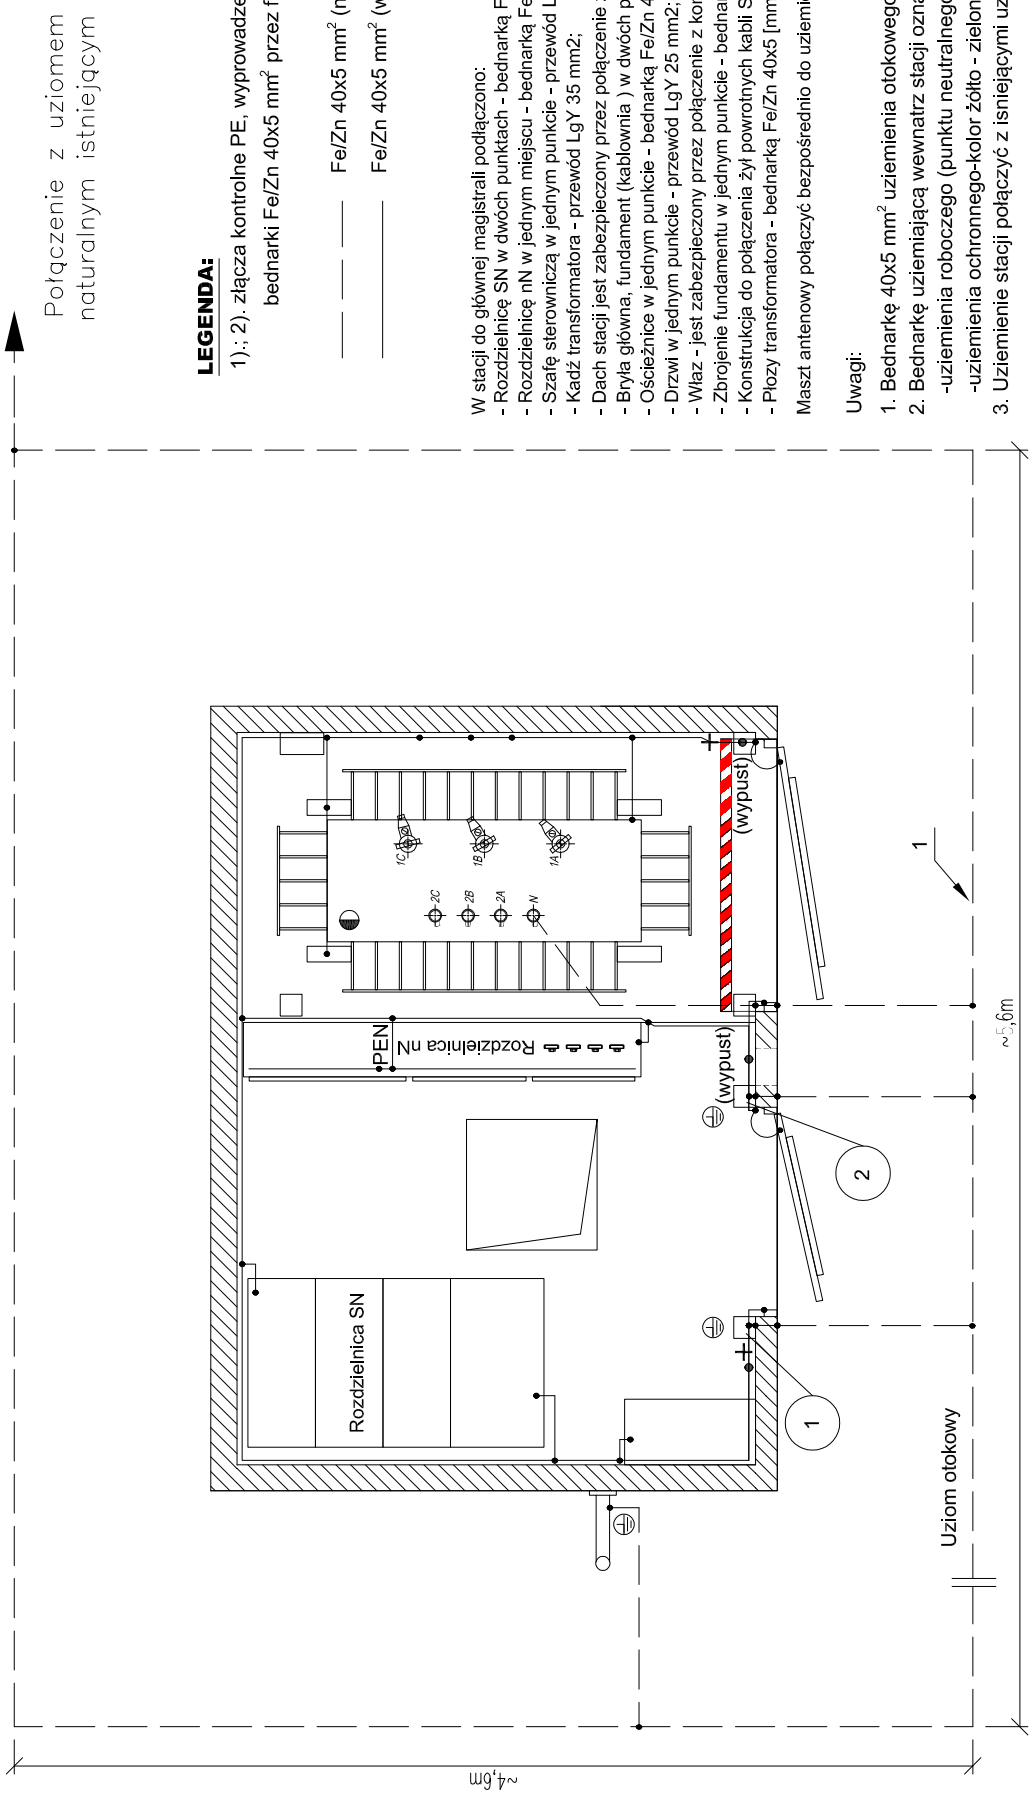 Połączenie z uziomem
naturalnym istniejącym
LEGENDA:
1).; 2). złącza kontrolne PE, wyprowadze
bednarki Fe/Zn 40x5 mm² przez f
Fe/Zn 40x5 mm² (n
Fe/Zn 40x5 mm² (w
W stacji do głównej magistrali podłączono:
- Rozdzielnicę SN w dwóch punktach - bednarką F
- Rozdzielnicę nN w jednym miejscu - bednarką Fe
- Szafę sterowniczą w jednym punkcie - przewód L
- Kadź transformatora - przewód LgY 35 mm2;
- Dach stacji jest zabezpieczony przez połączenie z
- Bryła główna, fundament (kablownia ) w dwóch p
- Ościeżnice w jednym punkcie - bednarką Fe/Zn 4
- Drzwi w jednym punkcie - przewód LgY 25 mm2;
- Właz - jest zabezpieczony przez połączenie z kon
- Zbrojenie fundamentu w jednym punkcie - bednar
- Konstrukcja do połączenia żył powrotnych kabli S
- Płozy transformatora - bednarką Fe/Zn 40x5 [mm
Maszt antenowy połączyć bezpośrednio do uziemie
Uwagi:
1. Bednarkę 40x5 mm² uziemienia otokowego
2. Bednarkę uziemiającą wewnatrz stacji ozna
-uziemienia roboczego (punktu neutralnego
-uziemienia ochronnego-kolor żółto - zielon
3. Uziemienie stacji połączyć z isniejącymi uz
1C
1B
1A
2C
2B
2A
N
PEN
Rozdzielnica nN
(wypust)
(wypust)
Rozdzielnica SN
1
2
1
Uziom otokowy
~5,6m
~4,6m